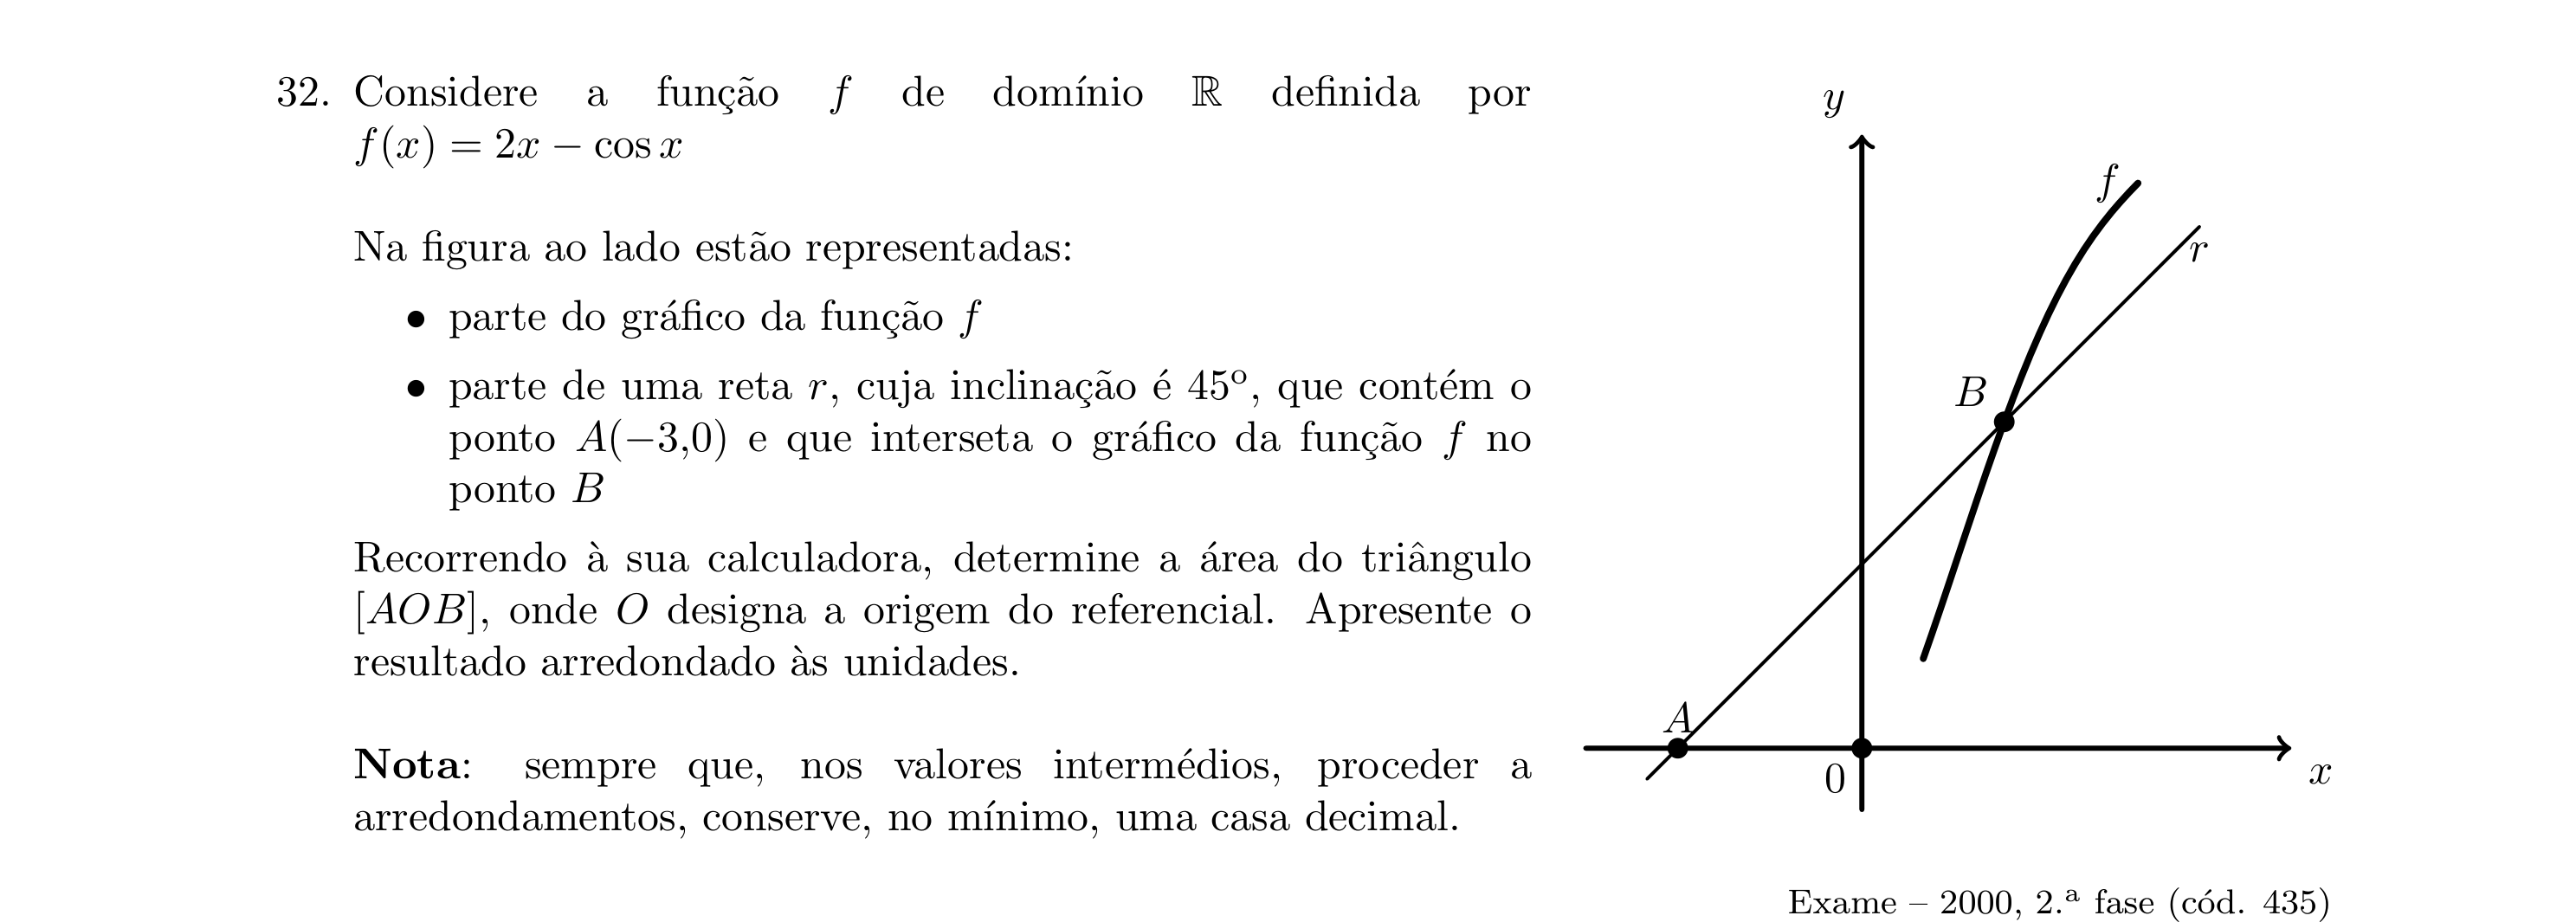 32. Considere a função f de domínio ℝ definida por
f(x) = 2x − cos x
Na figura ao lado estão representadas:
• parte do gráfico da função f
• parte de uma reta r, cuja inclinação é 45º, que contém o
ponto A(−3,0) e que interseta o gráfico da função f no
ponto B
Recorrendo à sua calculadora, determine a área do triângulo
[AOB], onde O designa a origem do referencial. Apresente o
resultado arredondado às unidades.
Nota: sempre que, nos valores intermédios, proceder a
arredondamentos, conserve, no mínimo, uma casa decimal.
y
f
r
B
A
0
x
Exame – 2000, 2.ª fase (cód. 435)